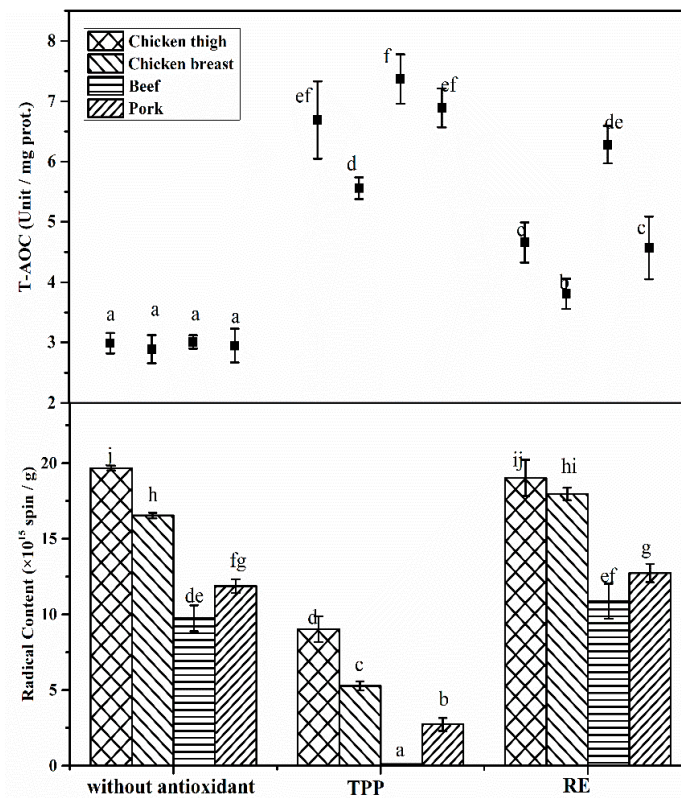 8
7
6
5
4
3
2
T-AOC (Unit / mg prot.)
Chicken thigh
Chicken breast
Beef
Pork
a
a
a
a
ef
d
f
ef
c
b
de
c
20
15
10
5
0
Radical Content (×10¹⁵ spin / g)
j
h
de
fg
d
c
a
b
ij
hi
ef
g
without antioxidant
TPP
RE